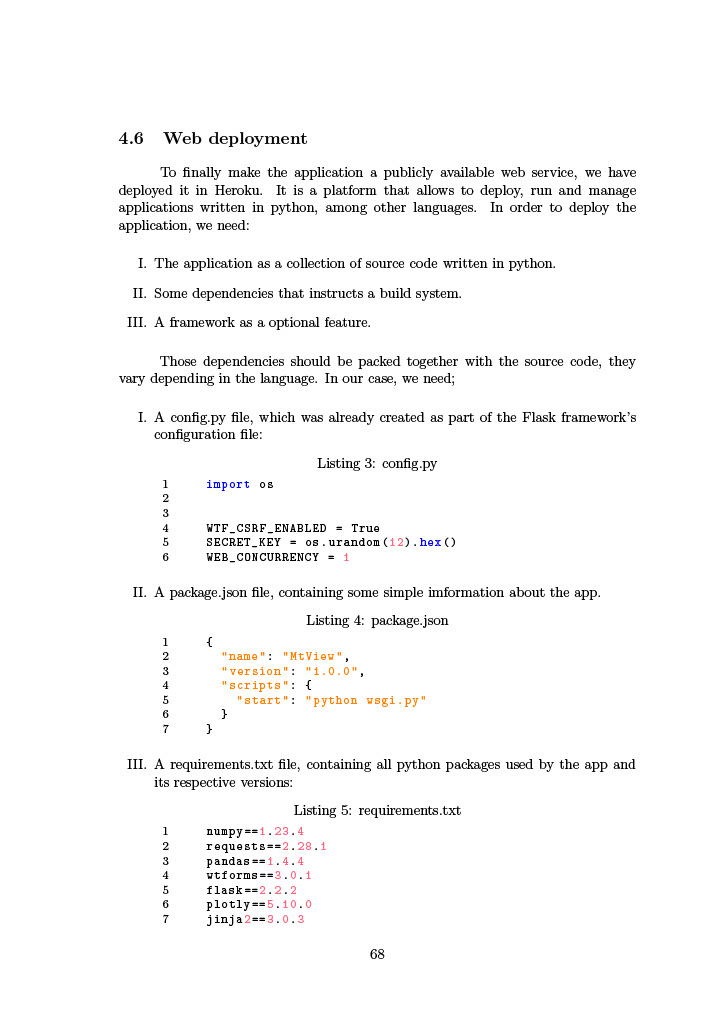 4.6 Web deployment
To finally make the application a publicly available web service, we have
deployed it in Heroku. It is a platform that allows to deploy, run and manage
applications written in python, among other languages. In order to deploy the
application, we need:
I. The application as a collection of source code written in python.
II. Some dependencies that instructs a build system.
III. A framework as a optional feature.
Those dependencies should be packed together with the source code, they
vary depending in the language. In our case, we need;
I. A config.py file, which was already created as part of the Flask framework's
configuration file:
Listing 3: config.py
1 import os
2
3
4 WTF_CSRF_ENABLED = True
5 SECRET_KEY = os.urandom(12).hex()
6 WEB_CONCURRENCY = 1
II. A package.json file, containing some simple imformation about the app.
Listing 4: package.json
1 {
2 "name": "MtView",
3 "version": "1.0.0",
4 "scripts": {
5 "start": "python wsgi.py"
6 }
7 }
III. A requirements.txt file, containing all python packages used by the app and
its respective versions:
Listing 5: requirements.txt
1 numpy==1.23.4
2 requests==2.28.1
3 pandas==1.4.4
4 wtforms==3.0.1
5 flask==2.2.2
6 plotly==5.10.0
7 jinja2==3.0.3
68